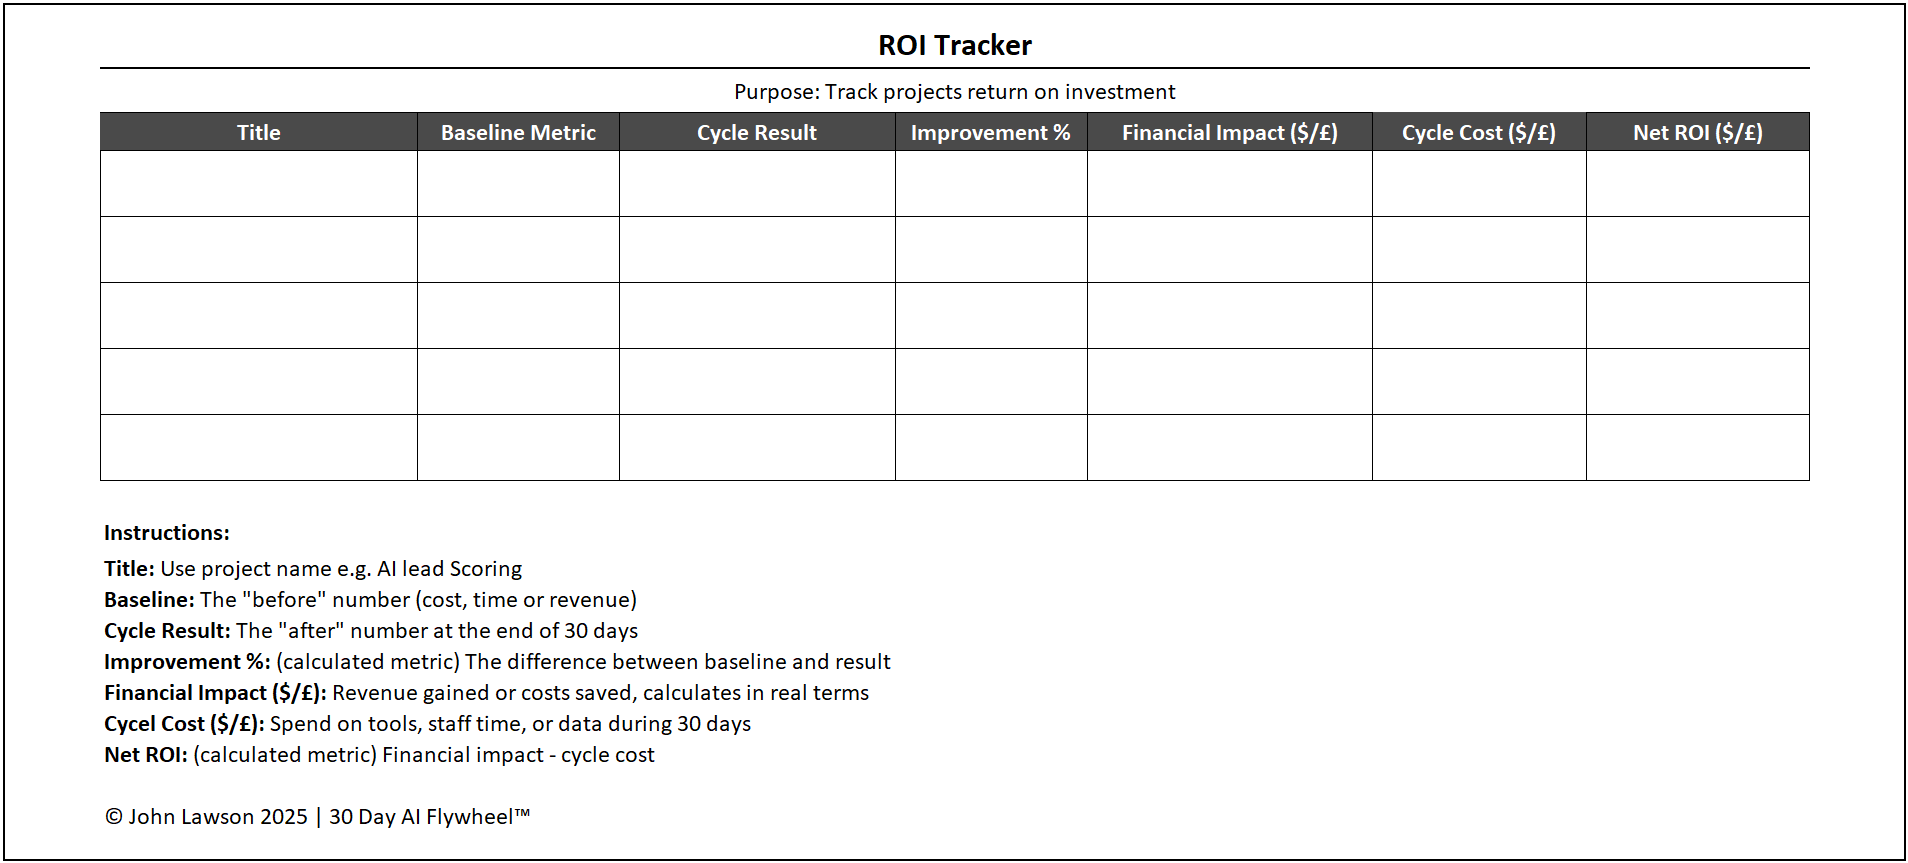 ROI Tracker
Purpose: Track projects return on investment
Title Baseline Metric Cycle Result Improvement % Financial Impact ($/£) Cycle Cost ($/£) Net ROI ($/£)
Instructions:
Title: Use project name e.g. AI lead Scoring
Baseline: The "before" number (cost, time or revenue)
Cycle Result: The "after" number at the end of 30 days
Improvement %: (calculated metric) The difference between baseline and result
Financial Impact ($/£): Revenue gained or costs saved, calculates in real terms
Cycel Cost ($/£): Spend on tools, staff time, or data during 30 days
Net ROI: (calculated metric) Financial impact - cycle cost
© John Lawson 2025 | 30 Day AI Flywheel™